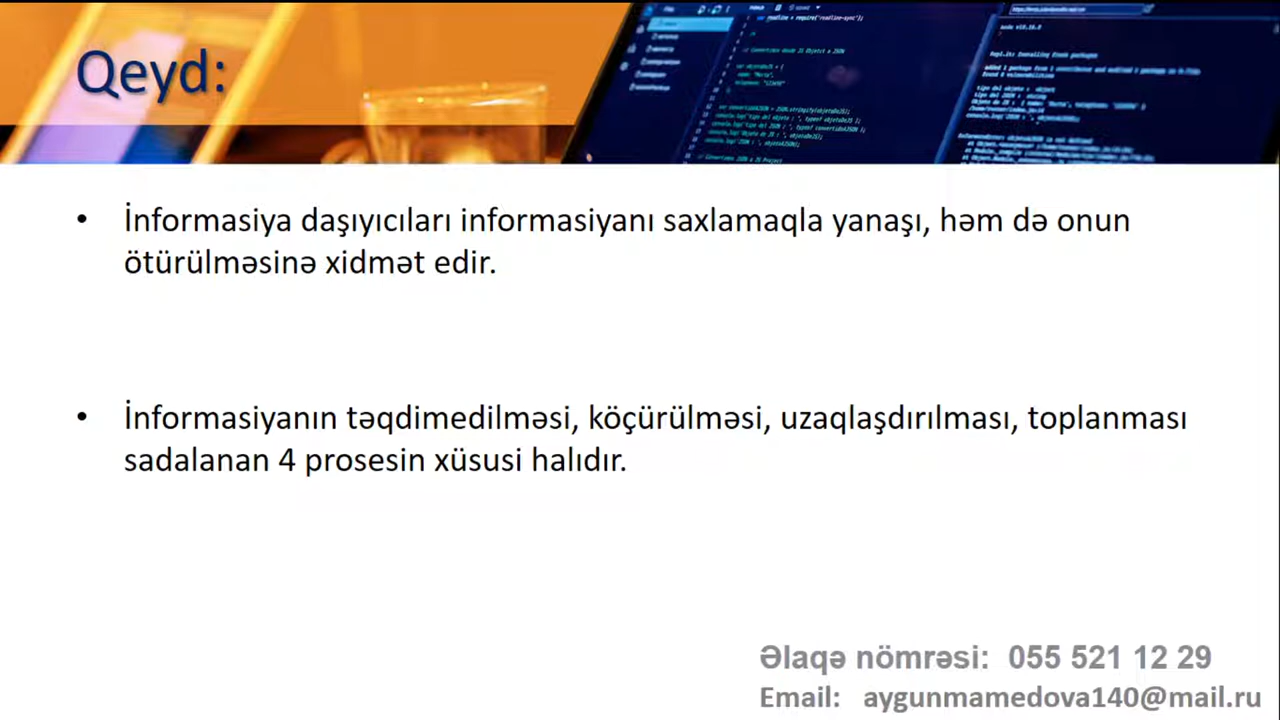 Qeyd:
• İnformasiya daşıyıcıları informasiyanı saxlamaqla yanaşı, həm də onun
ötürülməsinə xidmət edir.
• İnformasiyanın təqdimedilməsi, köçürülməsi, uzaqlaşdırılması, toplanması
sadalanan 4 prosesin xüsusi halıdır.
Əlaqə nömrəsi: 055 521 12 29
Email: aygunmamedova140@mail.ru